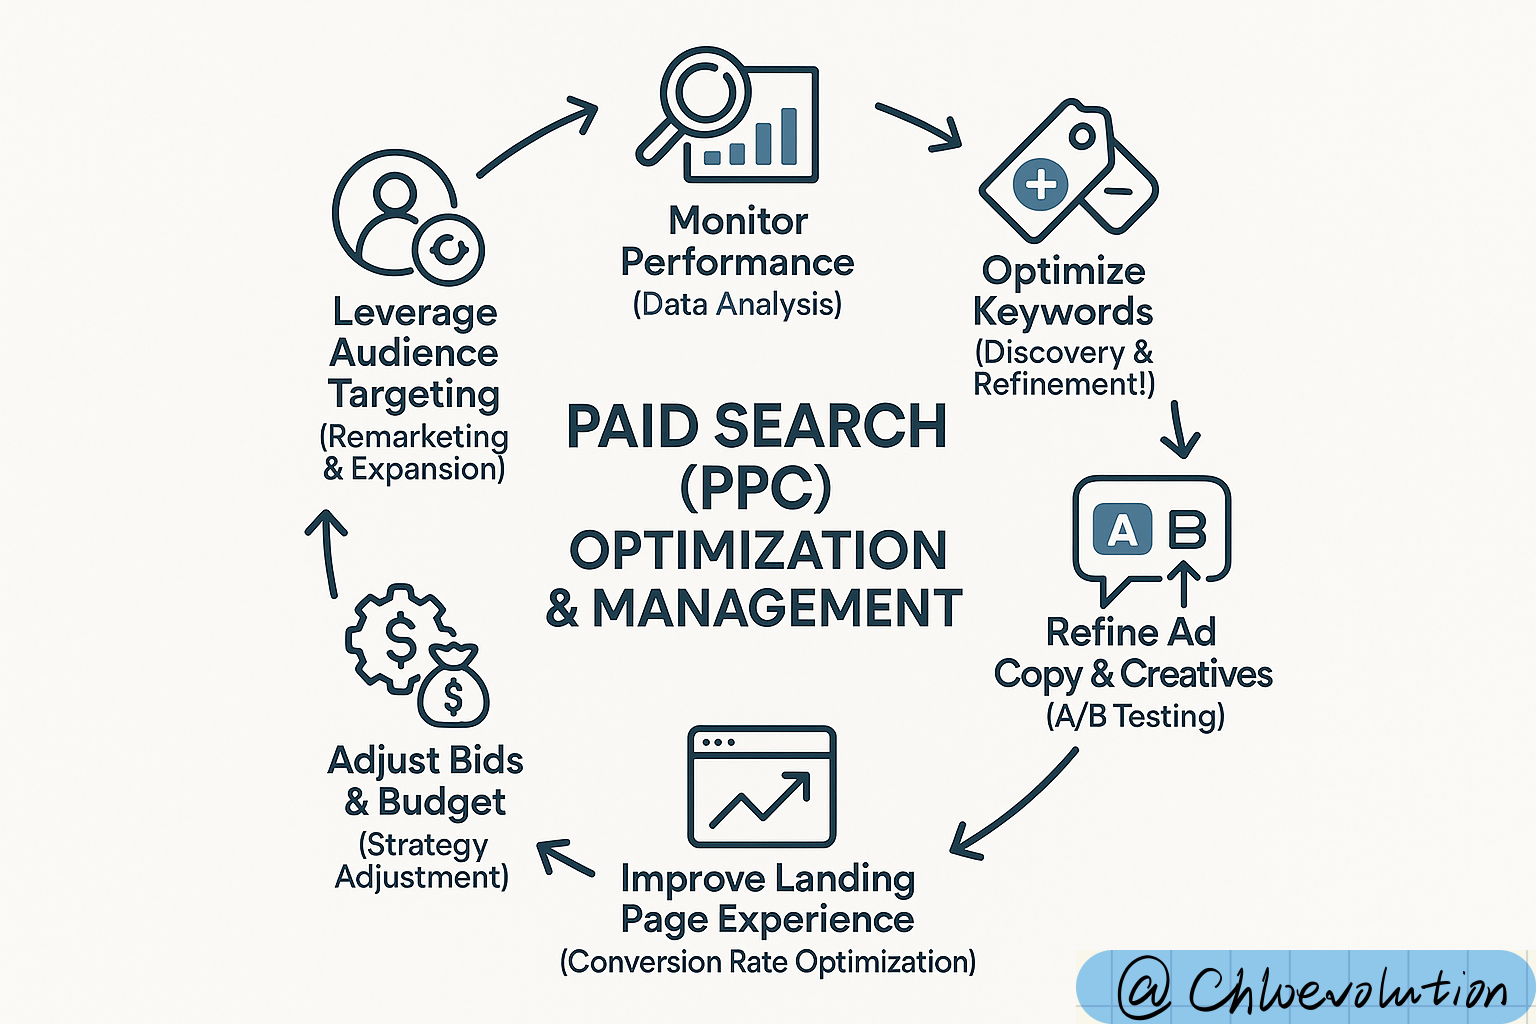 Monitor
Performance
(Data Analysis)
Optimize
Keywords
(Discovery &
Refinement!)
A B
Refine Ad
Copy & Creatives
(A/B Testing)
Improve Landing
Page Experience
(Conversion Rate Optimization)
$
$
Adjust Bids
& Budget
(Strategy
Adjustment)
Leverage
Audience
Targeting
(Remarketing
& Expansion)
PAID SEARCH
(PPC)
OPTIMIZATION
& MANAGEMENT
@ Chloevolution